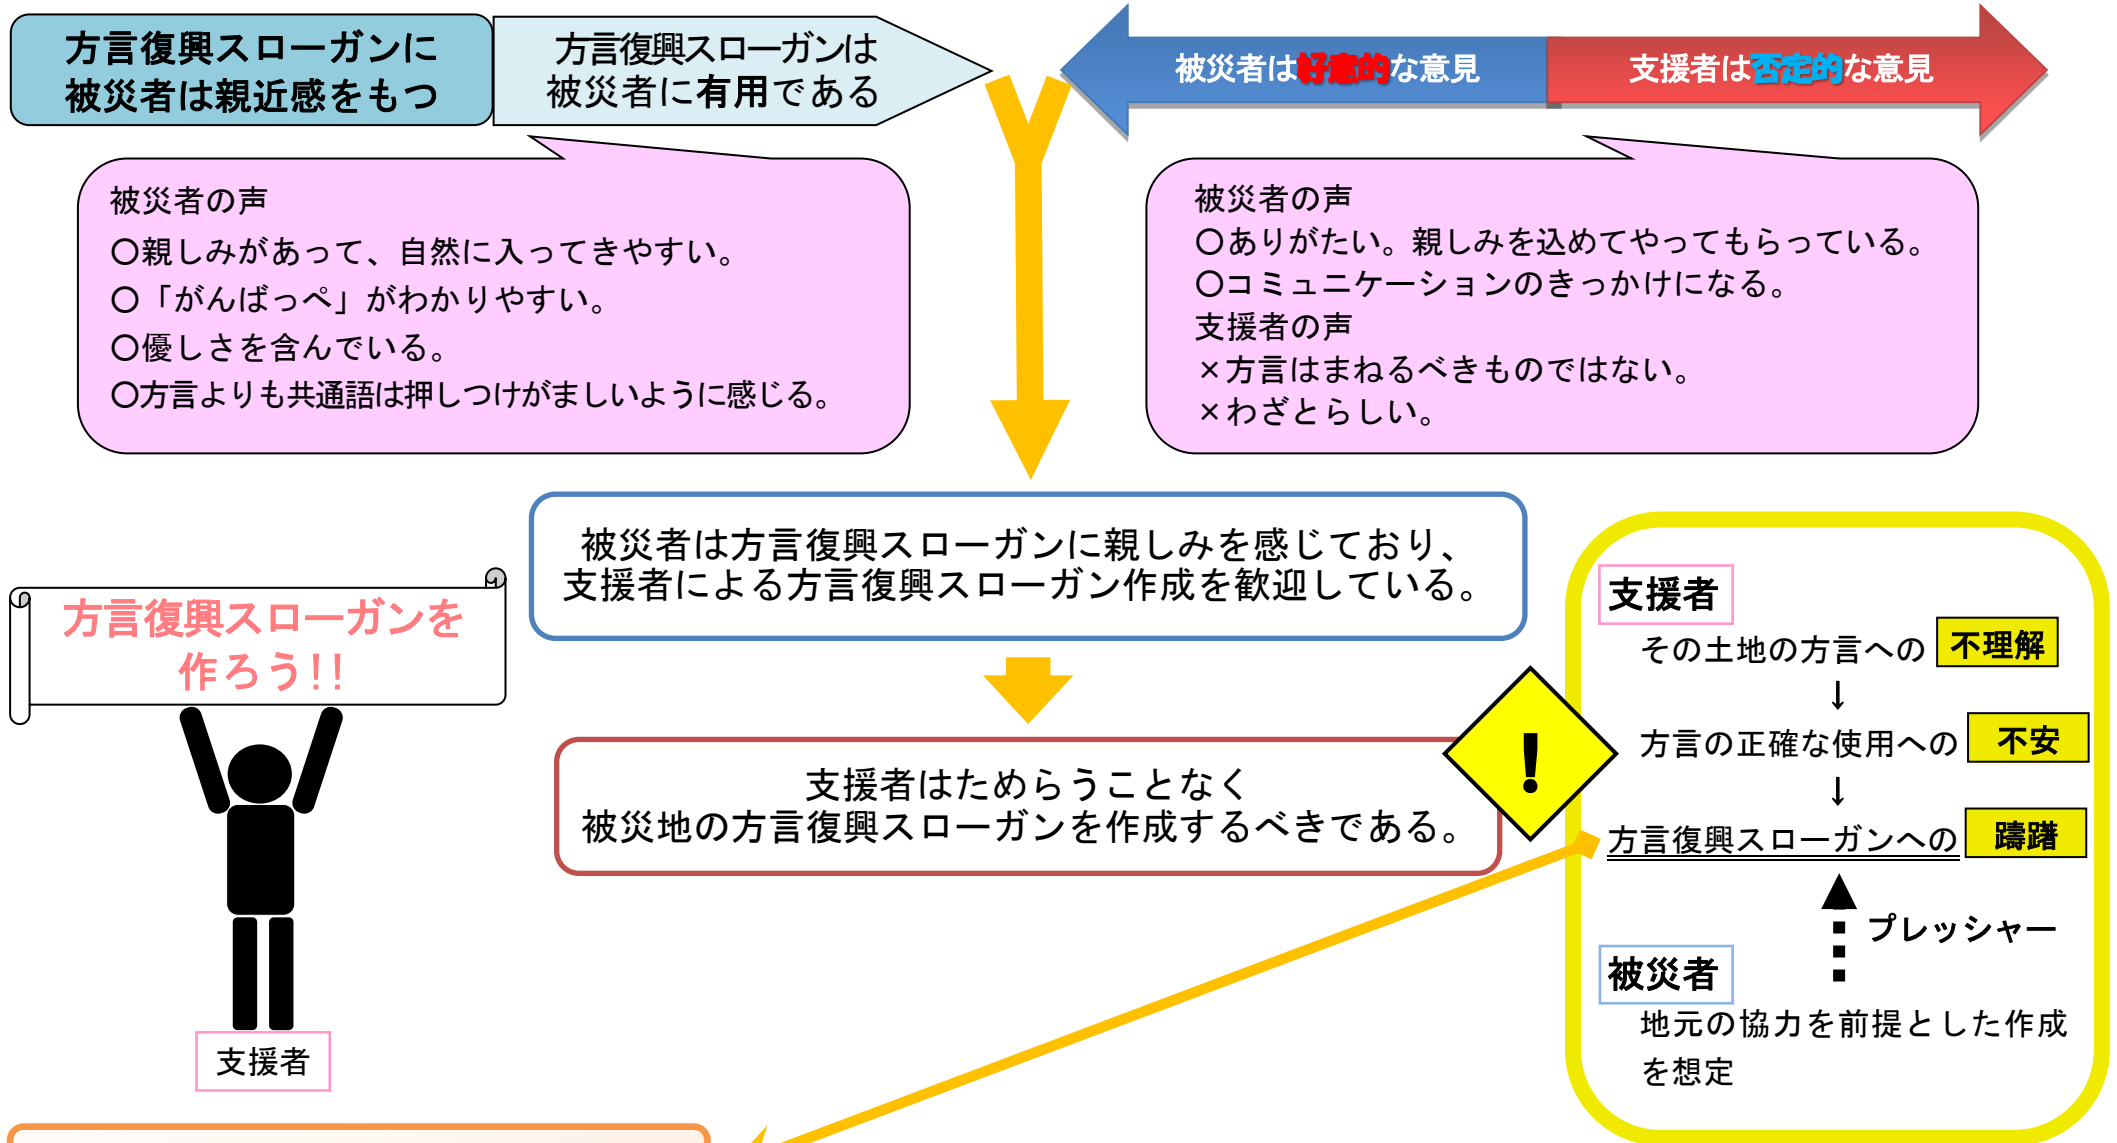 方言復興スローガンに
被災者は親近感をもつ
方言復興スローガンは
被災者に有用である
被災者は好意的な意見
支援者は否定的な意見
被災者の声
〇親しみがあって、自然に入ってきやすい。
〇「がんばっぺ」がわかりやすい。
〇優しさを含んでいる。
〇方言よりも共通語は押しつけがましいように感じる。
被災者の声
〇ありがたい。親しみを込めてやってもらっている。
〇コミュニケーションのきっかけになる。
支援者の声
×方言はまねるべきものではない。
×わざとらしい。
被災者は方言復興スローガンに親しみを感じており、
支援者による方言復興スローガン作成を歓迎している。
方言復興スローガンを
作ろう!!
支援者
支援者はためらうことなく
被災地の方言復興スローガンを作成するべきである。
!
支援者
その土地の方言への 不理解
↓
方言の正確な使用への 不安
↓
方言復興スローガンへの 躊躇
プレッシャー
被災者
地元の協力を前提とした作成
を想定